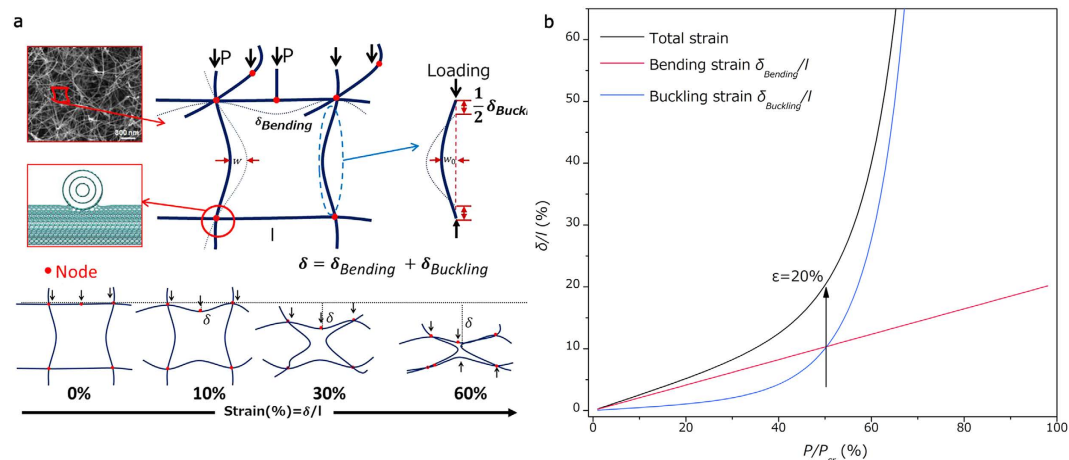 a
P
P
Loading
1/2 δBuckli
δBending
w
w0
300 nm
l
δ = δBending + δBuckling
Node
δ
δ
δ
0%
10%
30%
60%
Strain(%)=δ/l
b
Total strain
Bending strain δBending/l
Buckling strain δBuckling/l
ε=20%
δ/l (%)
60
50
40
30
20
10
0
0
20
40
60
80
100
P/Pcr (%)